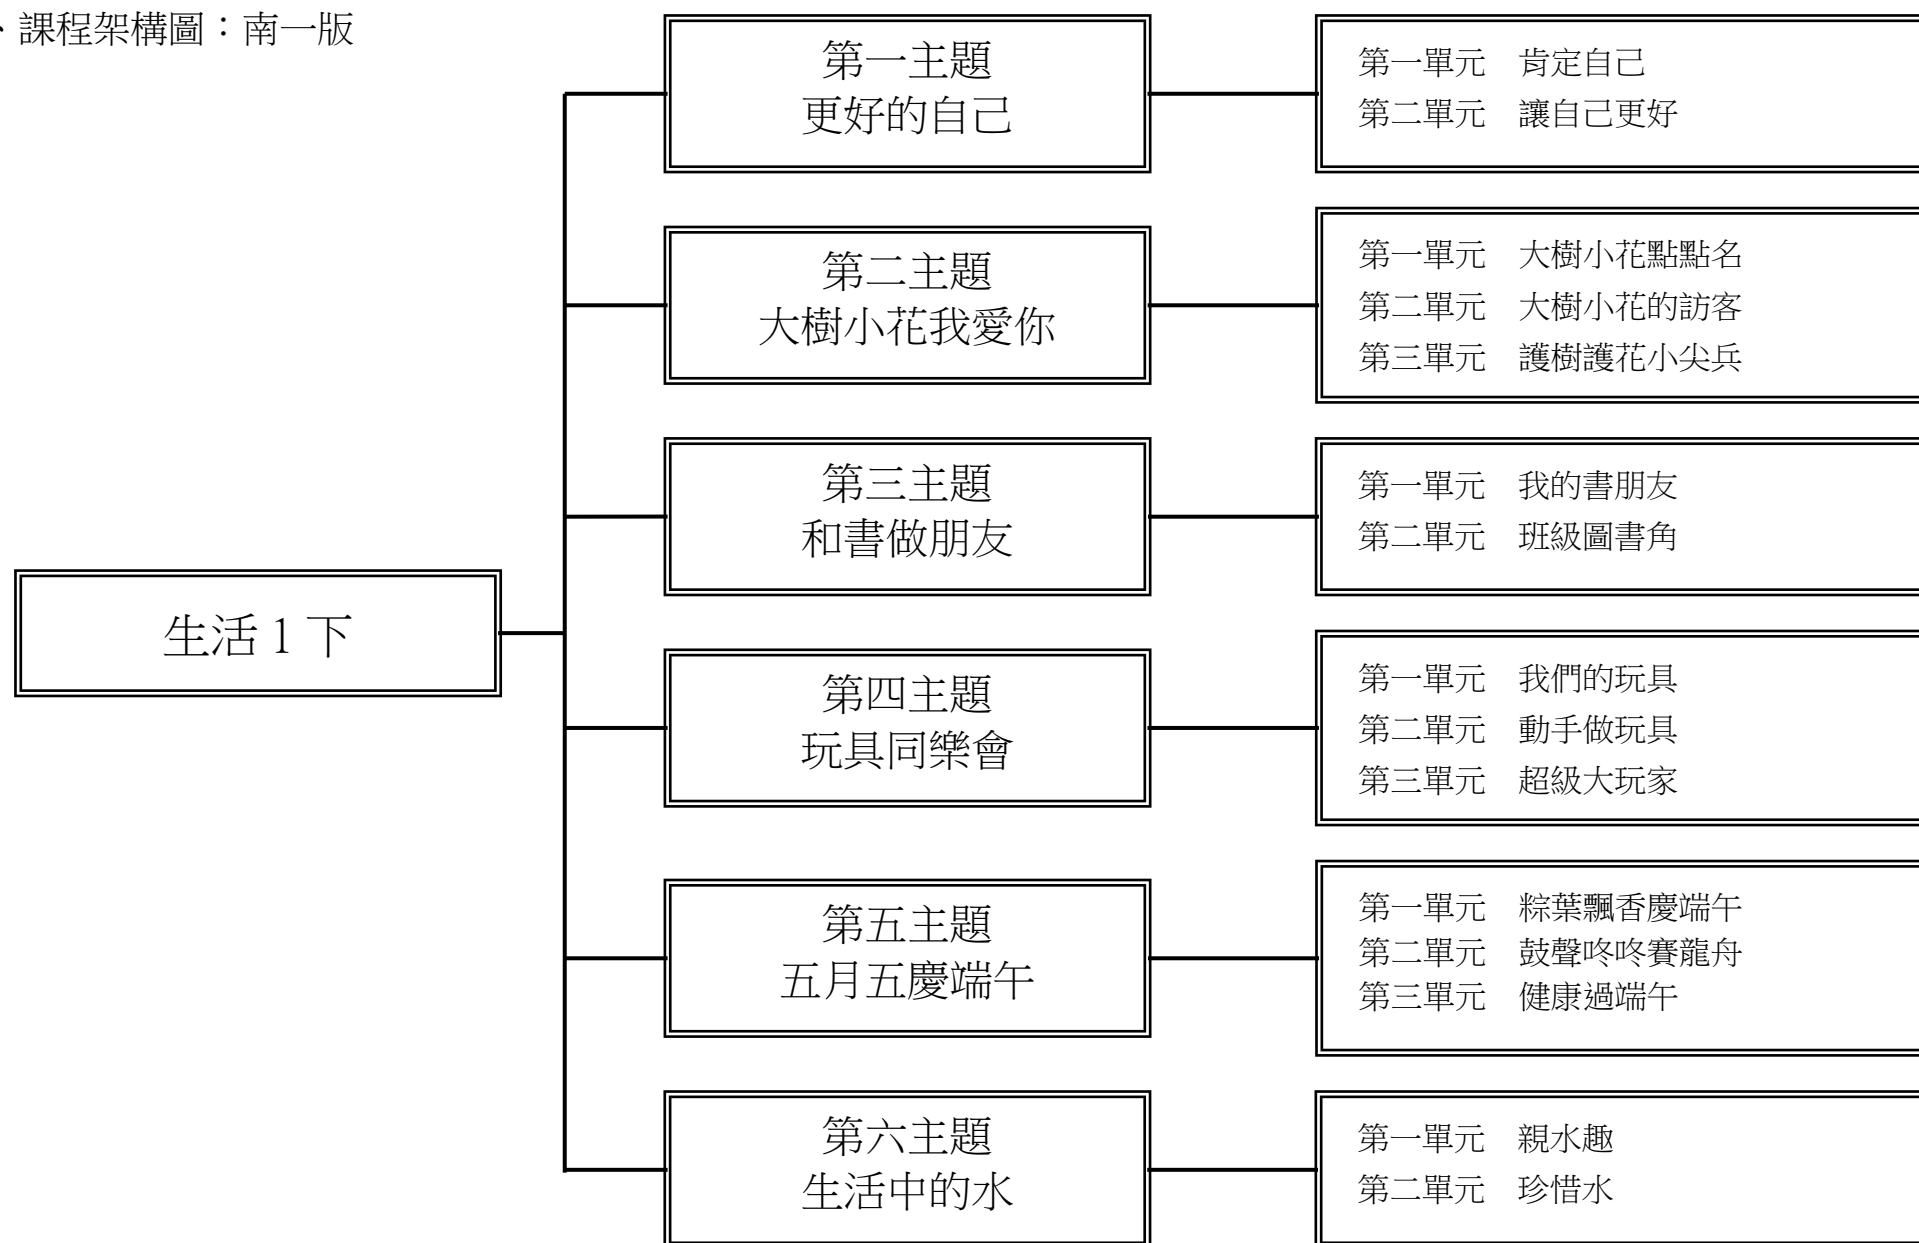 、課程架構圖：南一版
第一主題
更好的自己
第一單元　肯定自己
第二單元　讓自己更好
第二主題
大樹小花我愛你
第一單元　大樹小花點點名
第二單元　大樹小花的訪客
第三單元　護樹護花小尖兵
第三主題
和書做朋友
第一單元　我的書朋友
第二單元　班級圖書角
生活 1 下
第四主題
玩具同樂會
第一單元　我們的玩具
第二單元　動手做玩具
第三單元　超級大玩家
第五主題
五月五慶端午
第一單元　粽葉飄香慶端午
第二單元　鼓聲咚咚賽龍舟
第三單元　健康過端午
第六主題
生活中的水
第一單元　親水趣
第二單元　珍惜水